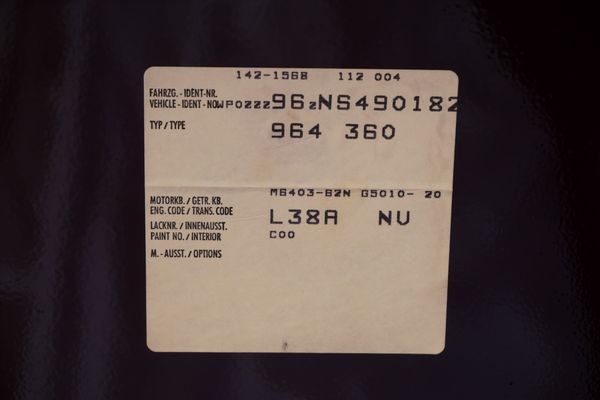 142-1568 112 004
FAHRZG.-IDENT-NR.
VEHICLE-IDENT-NO WP0ZZZ96ZNS490182
TYP/TYPE 964 360
M6403-62N G5010- 20
MOTORKB./GETR.KB.
ENG.CODE/TRANS.CODE L38A NV
LACKNR./INNENAUSST.
PAINT NO./INTERIOR C00
M.-AUSST./OPTIONS